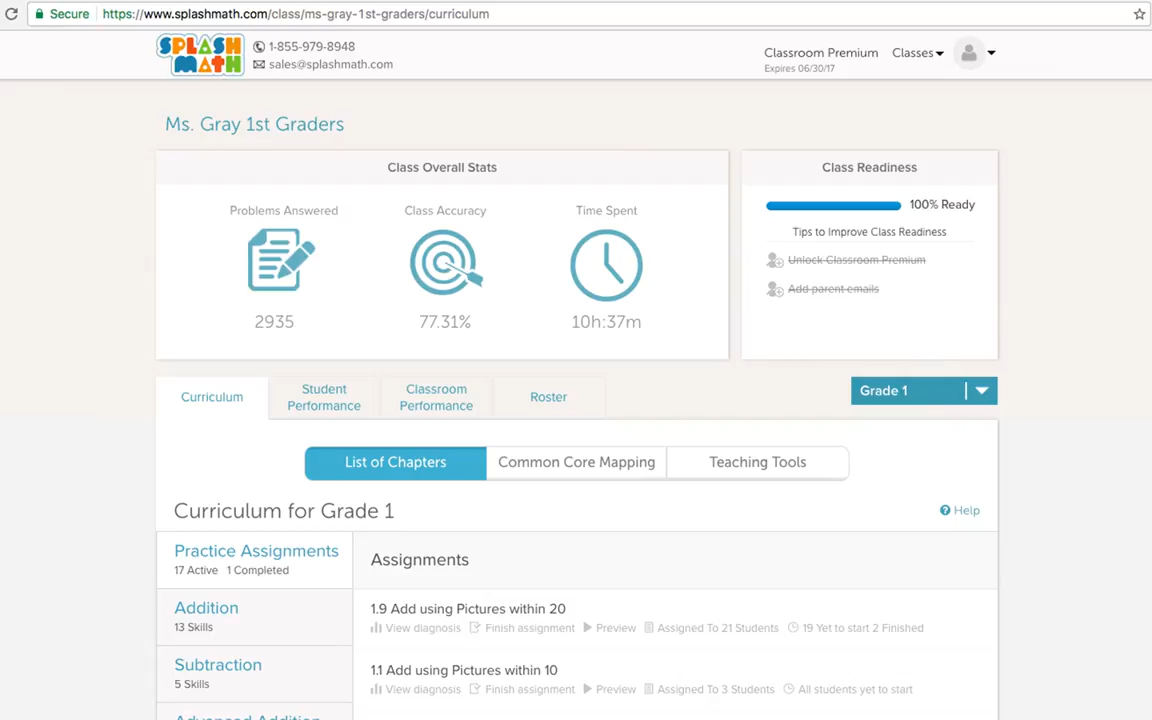 Secure https://www.splashmath.com/class/ms-gray-1st-graders/curriculum
SPLASH MATH
1-855-979-8948
sales@splashmath.com
Classroom Premium
Expires 06/30/17
Classes
Ms. Gray 1st Graders
Class Overall Stats
Problems Answered
Class Accuracy
Time Spent
2935
77.31%
10h:37m
Class Readiness
100% Ready
Tips to Improve Class Readiness
Unlock Classroom Premium
Add parent emails
Curriculum
Student Performance
Classroom Performance
Roster
Grade 1
List of Chapters
Common Core Mapping
Teaching Tools
Curriculum for Grade 1
Help
Practice Assignments
17 Active 1 Completed
Addition
13 Skills
Subtraction
5 Skills
Advanced Addition
Assignments
1.9 Add using Pictures within 20
View diagnosis Finish assignment Preview Assigned To 21 Students 19 Yet to start 2 Finished
1.1 Add using Pictures within 10
View diagnosis Finish assignment Preview Assigned To 3 Students All students yet to start